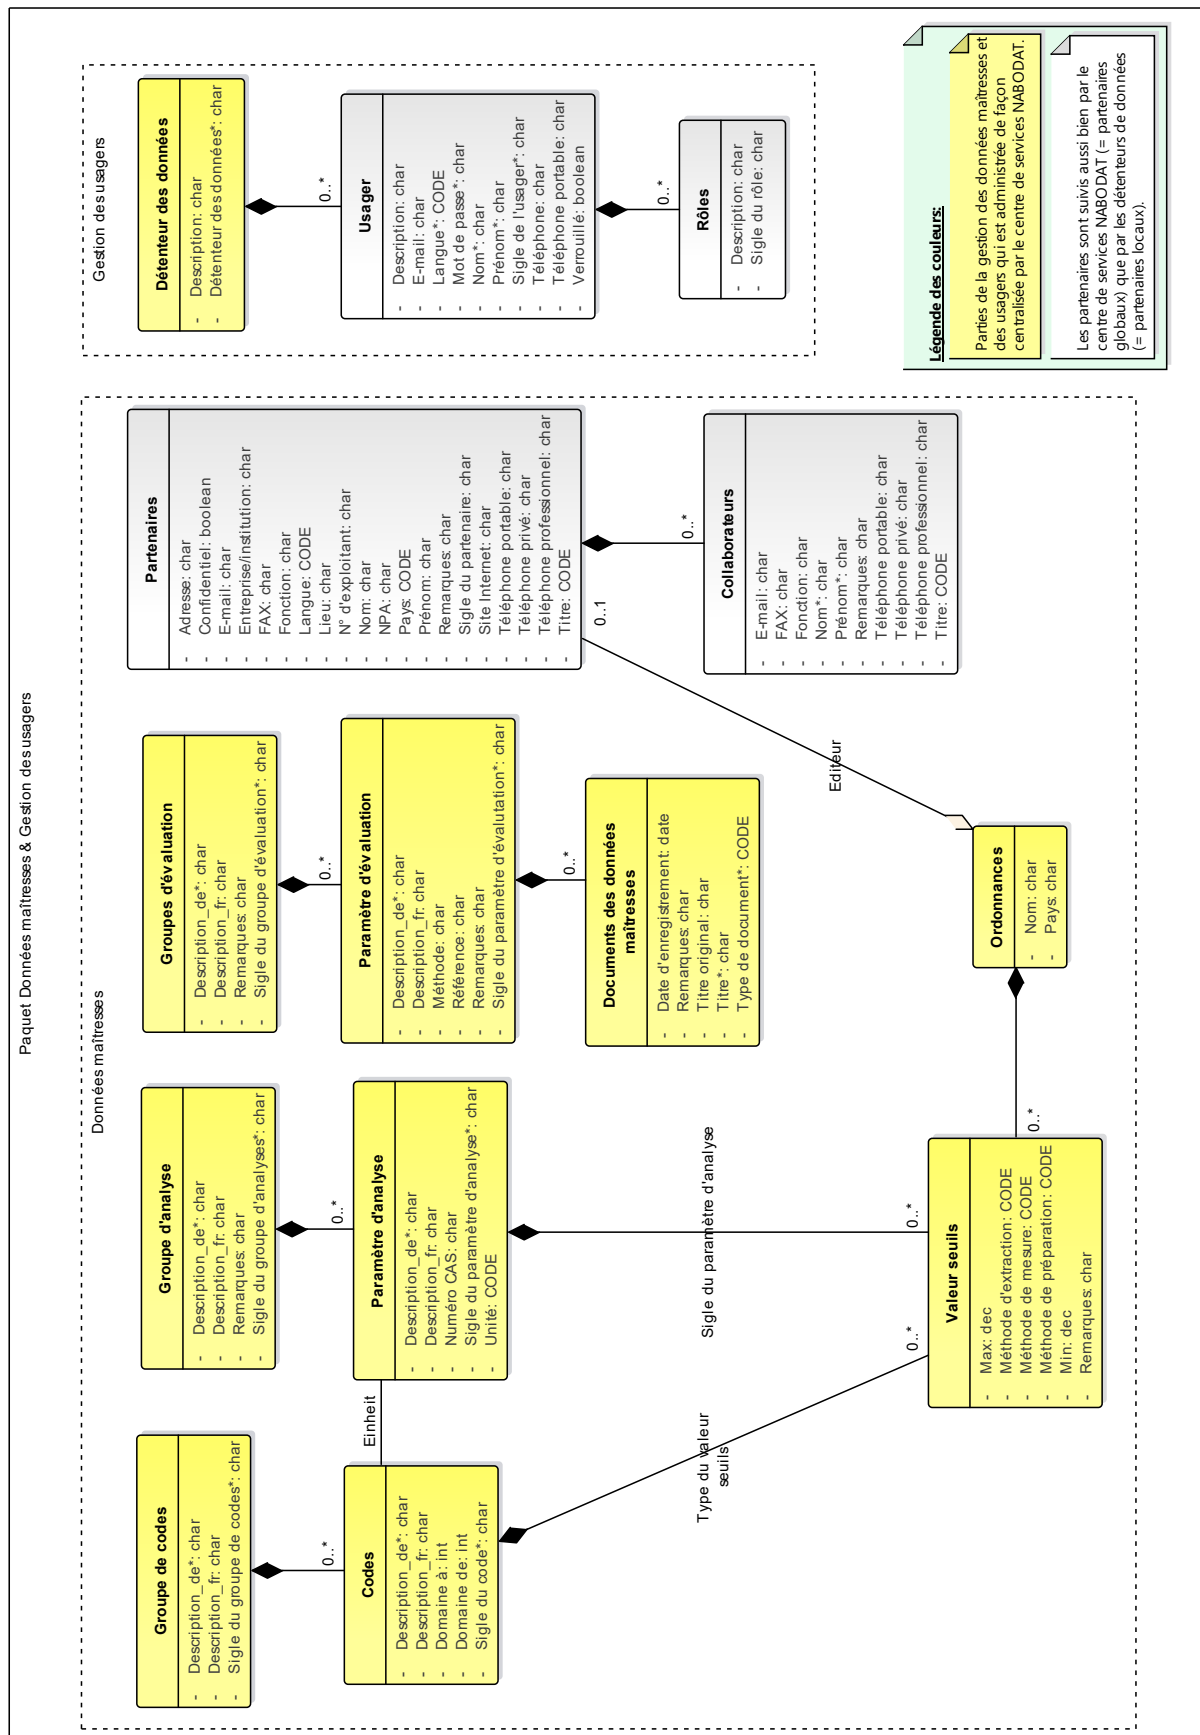 Paquet Données maîtresses & Gestion des usagers
Données maîtresses
Groupe de codes
- Description_de*: char
- Description_fr: char
- Sigle du groupe de codes*: char
0..*
Codes
- Description_de*: char
- Description_fr: char
- Domaine à: int
- Domaine de: int
- Sigle du code*: char
Einheit
Groupe d'analyse
- Description_de*: char
- Description_fr: char
- Remarques: char
- Sigle du groupe d'analyses*: char
0..*
Paramètre d'analyse
- Description_de*: char
- Description_fr: char
- Numéro CAS: char
- Sigle du paramètre d'analyse*: char
- Unité: CODE
Groupes d'évaluation
- Description_de*: char
- Description_fr: char
- Remarques: char
- Sigle du groupe d'évaluation*: char
0..*
Paramètre d'évaluation
- Description_de*: char
- Description_fr: char
- Méthode: char
- Référence: char
- Remarques: char
- Sigle du paramètre d'évalutation*: char
0..*
Documents des données
maîtresses
- Date d'enregistrement: date
- Remarques: char
- Titre original: char
- Titre*: char
- Type de document*: CODE
Partenaires
- Adresse: char
- Confidentiel: boolean
- E-mail: char
- Entreprise/institution: char
- FAX: char
- Fonction: char
- Langue: CODE
- Lieu: char
- N° d'exploitant: char
- Nom: char
- NPA: char
- Pays: CODE
- Prénom: char
- Remarques: char
- Sigle du partenaire: char
- Site Internet: char
- Téléphone portable: char
- Téléphone privé: char
- Téléphone professionnel: char
- Titre: CODE
0..1
0..*
Collaborateurs
- E-mail: char
- FAX: char
- Fonction: char
- Nom*: char
- Prénom*: char
- Remarques: char
- Téléphone portable: char
- Téléphone privé: char
- Téléphone professionnel: char
- Titre: CODE
Editeur
Type du valeur
seuils
0..*
Sigle du paramètre d'analyse
0..*
Valeur seuils
- Max: dec
- Méthode d'extraction: CODE
- Méthode de mesure: CODE
- Méthode de préparation: CODE
- Min: dec
- Remarques: char
0..*
Ordonnances
- Nom: char
- Pays: char
Gestion des usagers
Détenteur des données
- Description: char
- Détenteur des données*: char
0..*
Usager
- Description: char
- E-mail: char
- Langue*: CODE
- Mot de passe*: char
- Nom*: char
- Prénom*: char
- Sigle de l'usager*: char
- Téléphone: char
- Téléphone portable: char
- Verrouillé: boolean
0..*
Rôles
- Description: char
- Sigle du rôle: char
Légende des couleurs:
Parties de la gestion des données maîtresses et
des usagers qui est administrée de façon
centralisée par le centre de services NABODAT.
Les partenaires sont suivis aussi bien par le
centre de services NABODAT (= partenaires
globaux) que par les détenteurs de données
(= partenaires locaux).